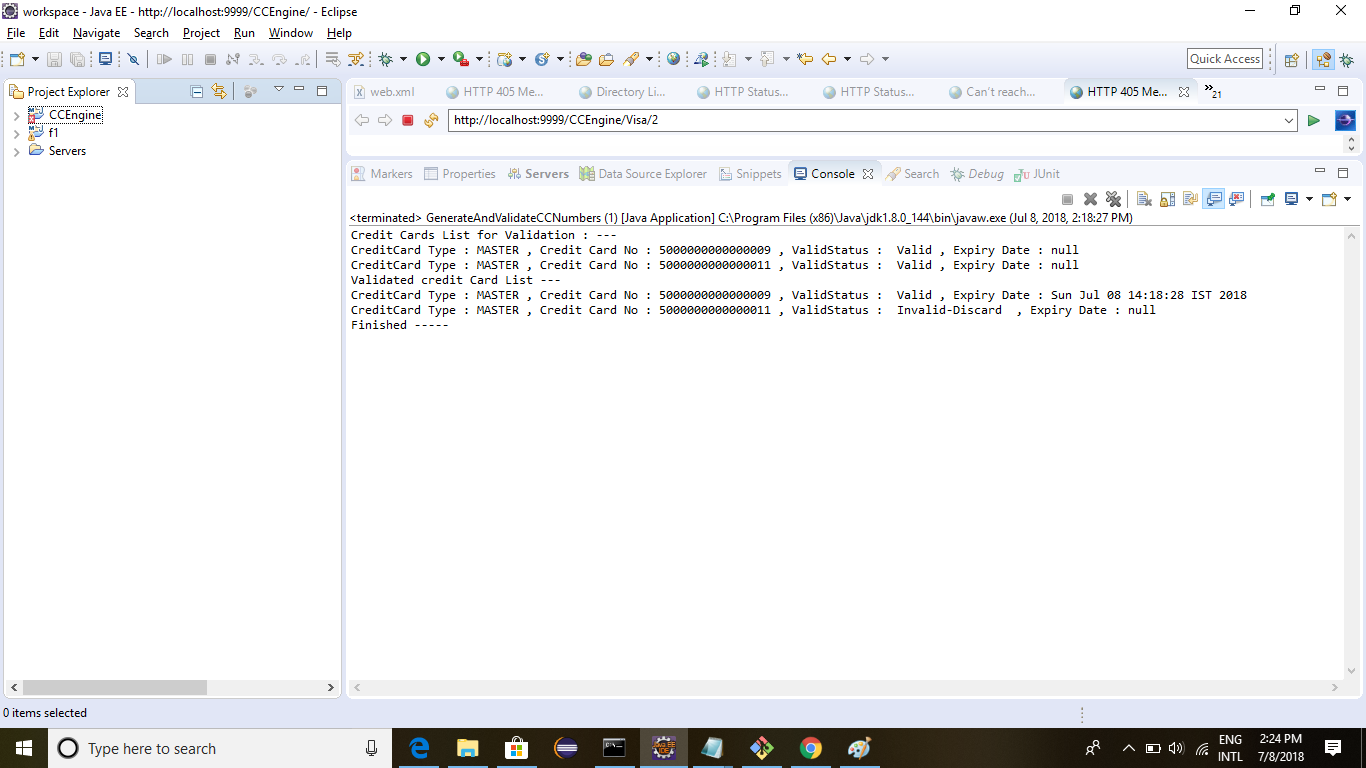 workspace - Java EE - http://localhost:9999/CCEngine/ - Eclipse
File Edit Navigate Search Project Run Window Help
Quick Access
Project Explorer
web.xml HTTP 405 Me... Directory Li... HTTP Status... HTTP Status... Can't reach... HTTP 405 Me... »21
CCEngine
f1
Servers
http://localhost:9999/CCEngine/Visa/2
Markers Properties Servers Data Source Explorer Snippets Console Search Debug JUnit
<terminated> GenerateAndValidateCCNumbers (1) [Java Application] C:\Program Files (x86)\Java\jdk1.8.0_144\bin\javaw.exe (Jul 8, 2018, 2:18:27 PM)
Credit Cards List for Validation : ---
CreditCard Type : MASTER , Credit Card No : 5000000000000009 , ValidStatus :  Valid , Expiry Date : null
CreditCard Type : MASTER , Credit Card No : 5000000000000011 , ValidStatus :  Valid , Expiry Date : null
Validated credit Card List ---
CreditCard Type : MASTER , Credit Card No : 5000000000000009 , ValidStatus :  Valid , Expiry Date : Sun Jul 08 14:18:28 IST 2018
CreditCard Type : MASTER , Credit Card No : 5000000000000011 , ValidStatus :  Invalid-Discard  , Expiry Date : null
Finished -----
0 items selected
Type here to search
ENG
INTL
2:24 PM
7/8/2018